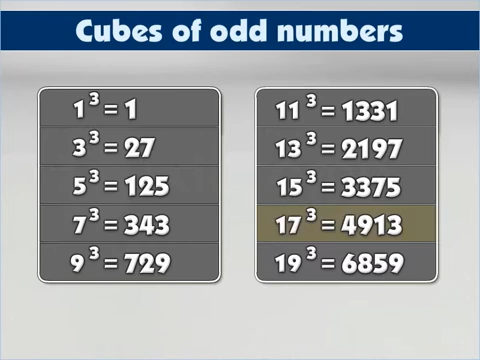 Cubes of odd numbers
1³ = 1
3³ = 27
5³ = 125
7³ = 343
9³ = 729
11³ = 1331
13³ = 2197
15³ = 3375
17³ = 4913
19³ = 6859